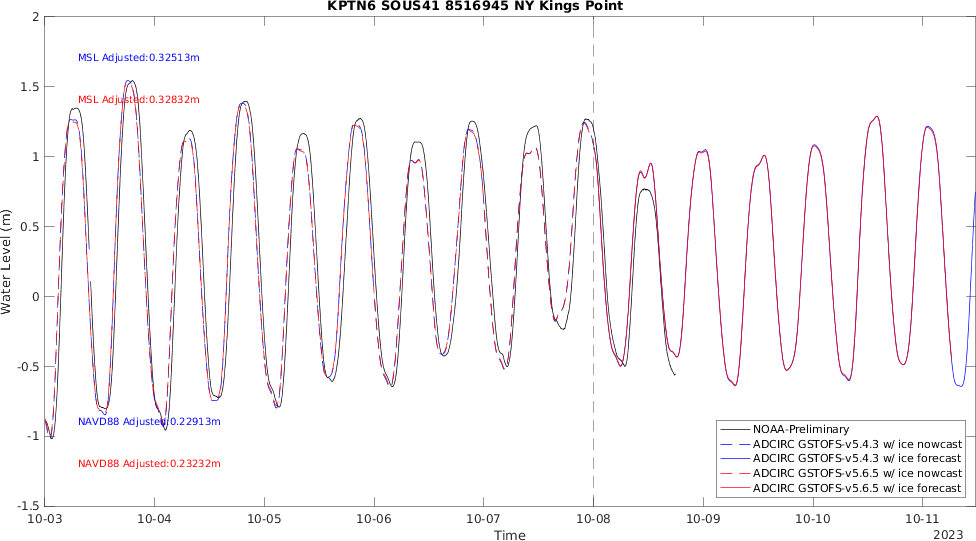 KPTN6 SOUS41 8516945 NY Kings Point
2
1.5
1
0.5
0
-0.5
-1
-1.5
Water Level (m)
MSL Adjusted:0.32513m
MSL Adjusted:0.32832m
NAVD88 Adjusted:0.22913m
NAVD88 Adjusted:0.23232m
NOAA-Preliminary
ADCIRC GSTOFS-v5.4.3 w/ ice nowcast
ADCIRC GSTOFS-v5.4.3 w/ ice forecast
ADCIRC GSTOFS-v5.6.5 w/ ice nowcast
ADCIRC GSTOFS-v5.6.5 w/ ice forecast
10-03 10-04 10-05 10-06 10-07 10-08 10-09 10-10 10-11
Time
2023